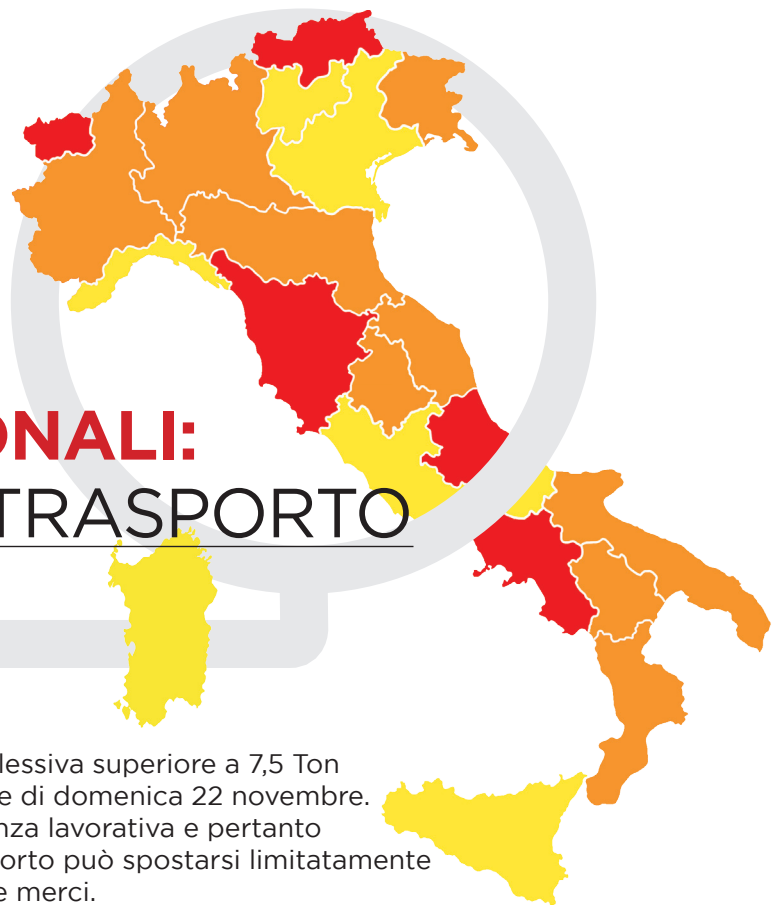 ONALI:
TRASPORTO
lessiva superiore a 7,5 Ton
e di domenica 22 novembre.
nza lavorativa e pertanto
orto può spostarsi limitatamente
e merci.